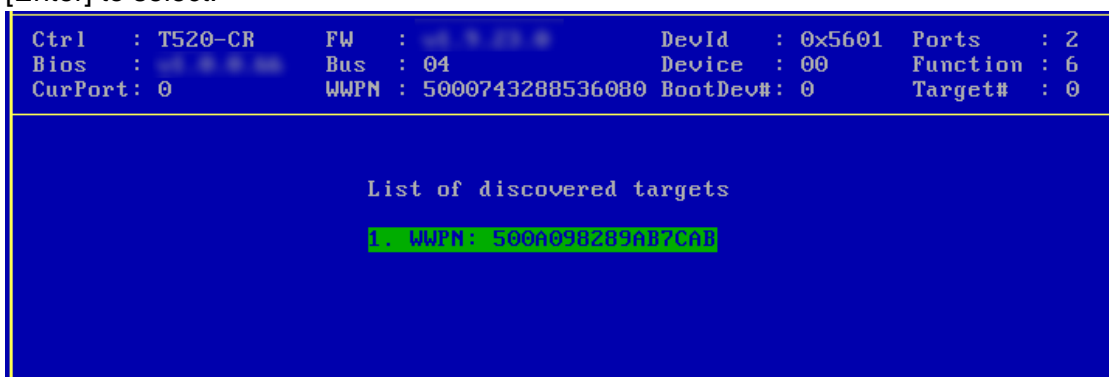 [Enter] to select.
Ctrl : T520-CR FW : DevId : 0x5601 Ports : 2
Bios : Bus : 04 Device : 00 Function : 6
CurPort: 0 WWPN : 5000743288536080 BootDev#: 0 Target# : 0
List of discovered targets
1. WWPN: 500A098289AB7CAB